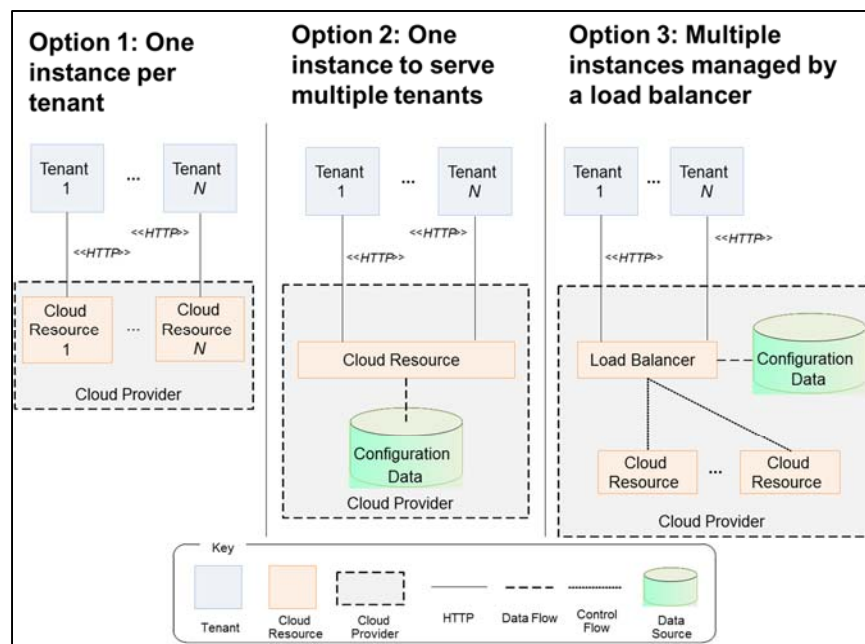 Option 1: One
instance per
tenant
Option 2: One
instance to serve
multiple tenants
Option 3: Multiple
instances managed by
a load balancer
Tenant
1
...
Tenant
N
<<HTTP>>
<<HTTP>>
Cloud
Resource
1
...
Cloud
Resource
N
Cloud Provider
Tenant
1
...
Tenant
N
<<HTTP>>
<<HTTP>>
Cloud Resource
Configuration
Data
Cloud Provider
Tenant
1
...
Tenant
N
<<HTTP>>
<<HTTP>>
Load Balancer
Configuration
Data
Cloud
Resource
...
Cloud
Resource
Cloud Provider
Key
Tenant
Cloud
Resource
Cloud
Provider
HTTP
Data Flow
Control
Flow
Data
Source